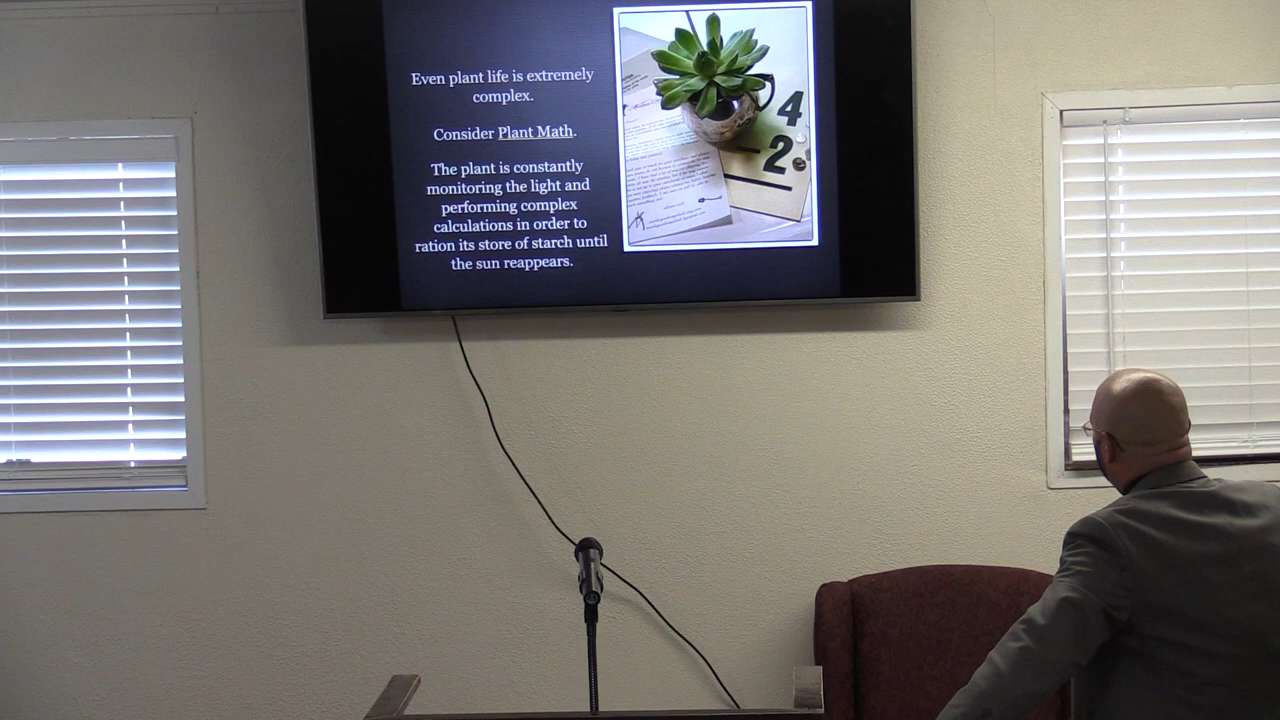 Even plant life is extremely
complex.
Consider Plant Math.
The plant is constantly
monitoring the light and
performing complex
calculations in order to
ration its store of starch until
the sun reappears.
4
-2